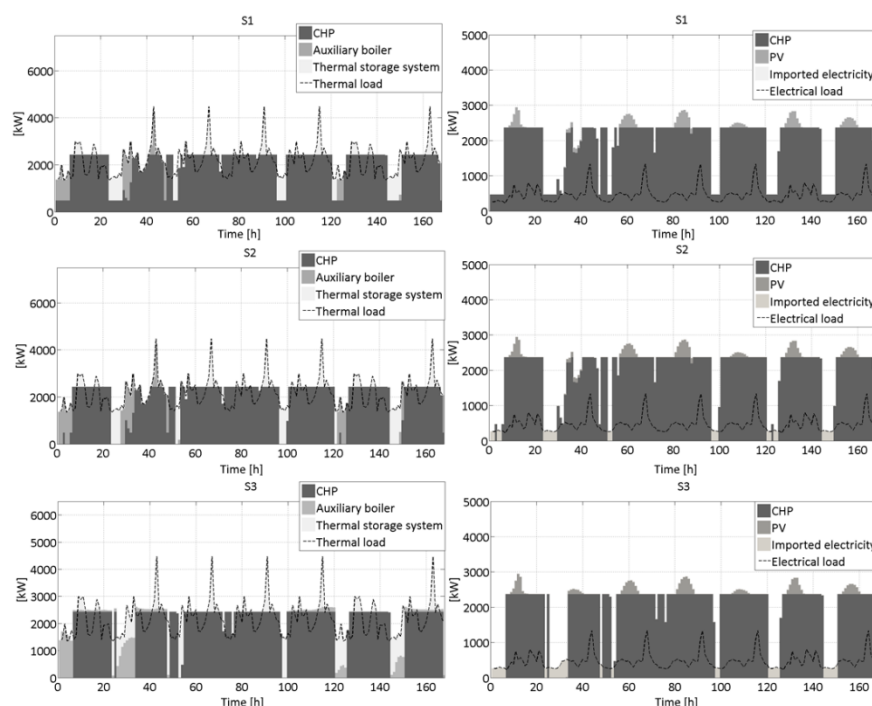 S1
CHP
Auxiliary boiler
Thermal storage system
Thermal load
[kW]
6000
4000
2000
0
0 20 40 60 80 100 120 140 160
Time [h]
S1
CHP
PV
Imported electricity
Electrical load
[kW]
5000
4000
3000
2000
1000
0
0 20 40 60 80 100 120 140 160
Time [h]
S2
CHP
Auxiliary boiler
Thermal storage system
Thermal load
[kW]
6000
4000
2000
0
0 20 40 60 80 100 120 140 160
Time [h]
S2
CHP
PV
Imported electricity
Electrical load
[kW]
5000
4000
3000
2000
1000
0
0 20 40 60 80 100 120 140 160
Time [h]
S3
CHP
Auxiliary boiler
Thermal storage system
Thermal load
[kW]
6000
5000
4000
3000
2000
1000
0
0 20 40 60 80 100 120 140 160
Time [h]
S3
CHP
PV
Imported electricity
Electrical load
[kW]
5000
4000
3000
2000
1000
0
0 20 40 60 80 100 120 140 160
Time [h]